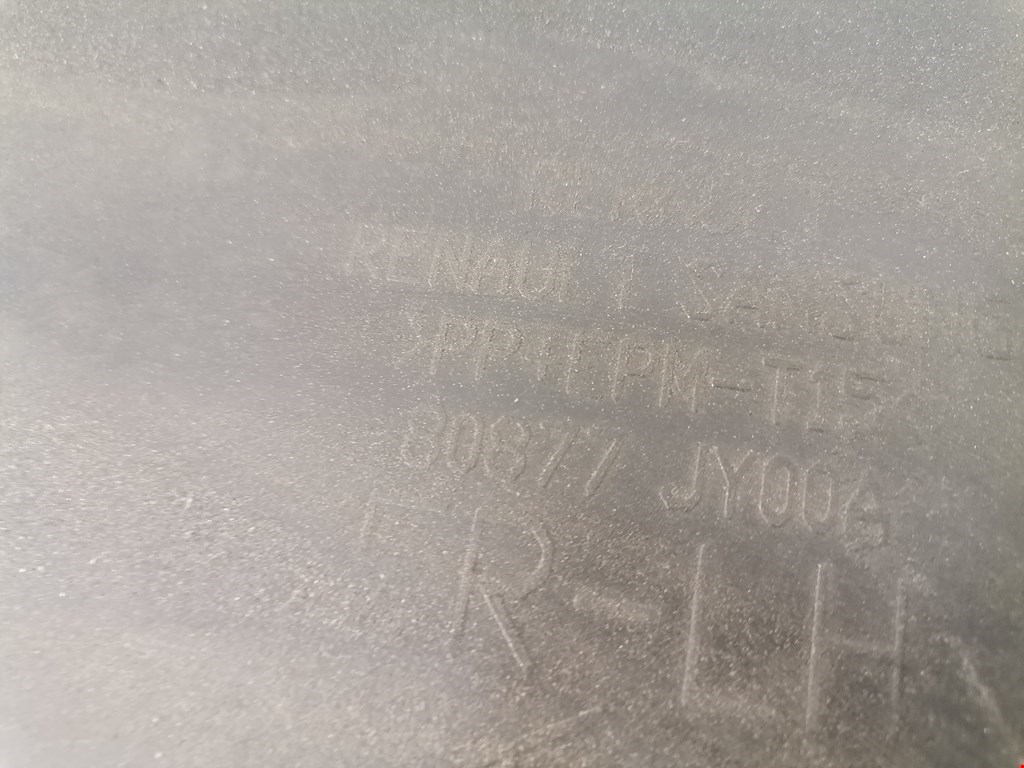 RENAULT SAMSUNG
>PP+EPM-T15
80877 JY00A
FR-LH